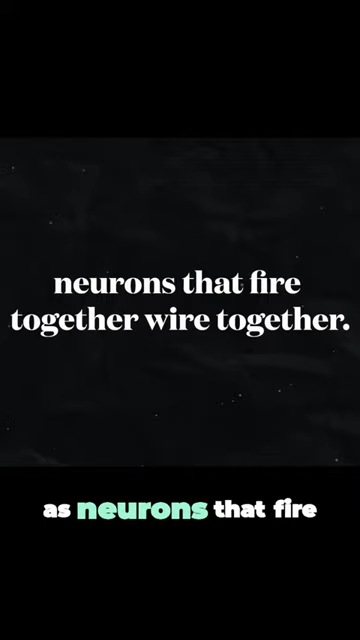 neurons that fire
together wire together.
as neurons that fire